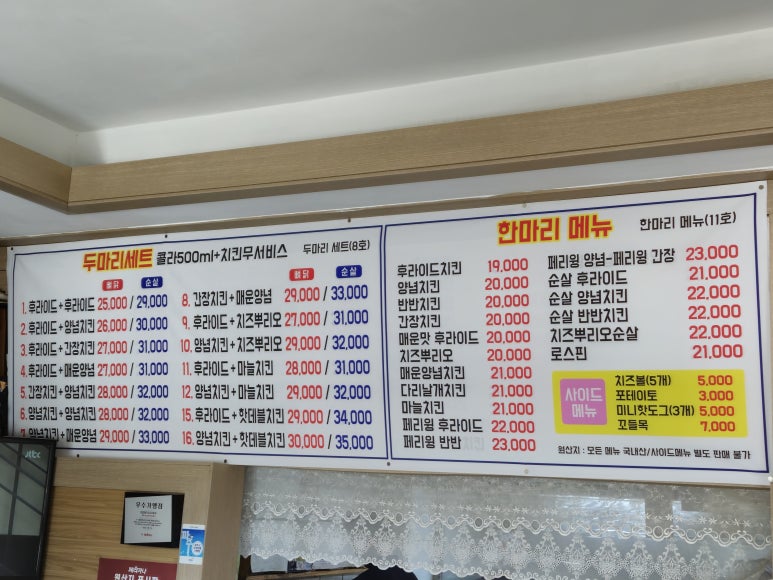 두마리세트 콜라500ml+치킨무서비스 두마리 세트(8호)
뼈닭 순살 뼈닭 순살
1. 후라이드+후라이드 25,000 / 29,000
2. 후라이드+양념치킨 26,000 / 30,000
3. 후라이드+간장치킨 27,000 / 31,000
4. 후라이드+매운양념 27,000 / 31,000
5. 간장치킨+양념치킨 28,000 / 32,000
6. 양념치킨+양념치킨 28,000 / 32,000
7. 양념치킨+매운양념 29,000 / 33,000
8. 간장치킨+매운양념 29,000 / 33,000
9. 후라이드+치즈뿌리오 27,000 / 31,000
10. 양념치킨+치즈뿌리오 29,000 / 32,000
11. 후라이드+마늘치킨 28,000 / 31,000
12. 양념치킨+마늘치킨 29,000 / 32,000
15. 후라이드+핫데블치킨 29,000 / 34,000
16. 양념치킨+핫데블치킨 30,000 / 35,000
한마리 메뉴 한마리 메뉴(11호)
후라이드치킨 19,000
양념치킨 20,000
반반치킨 20,000
간장치킨 20,000
매운맛 후라이드 20,000
치즈뿌리오 20,000
매운양념치킨 21,000
다리날개치킨 21,000
마늘치킨 21,000
페리윙 후라이드 22,000
페리윙 반반치킨 23,000
페리윙 양념-페리윙 간장 23,000
순살 후라이드 21,000
순살 양념치킨 22,000
순살 반반치킨 22,000
치즈뿌리오순살 22,000
로스핀 21,000
사이드
메뉴
치즈볼(5개) 5,000
포테이토 3,000
미니핫도그(3개) 5,000
꼬들목 7,000
원산지 : 모든 메뉴 국내산/사이드메뉴 별도 판매 불가
jtbc
우수가맹점
페리카나
원산지 표시판